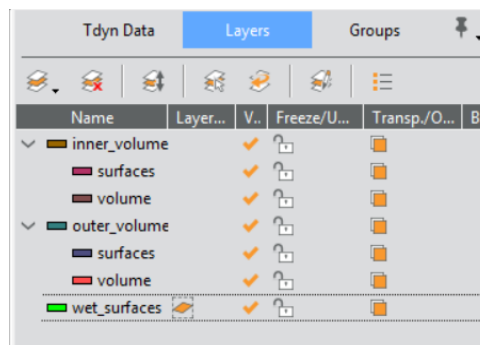 Tdyn Data Layers Groups
Name Layer... V.. Freeze/U... Transp./O... B
inner_volume
surfaces
volume
outer_volume
surfaces
volume
wet_surfaces